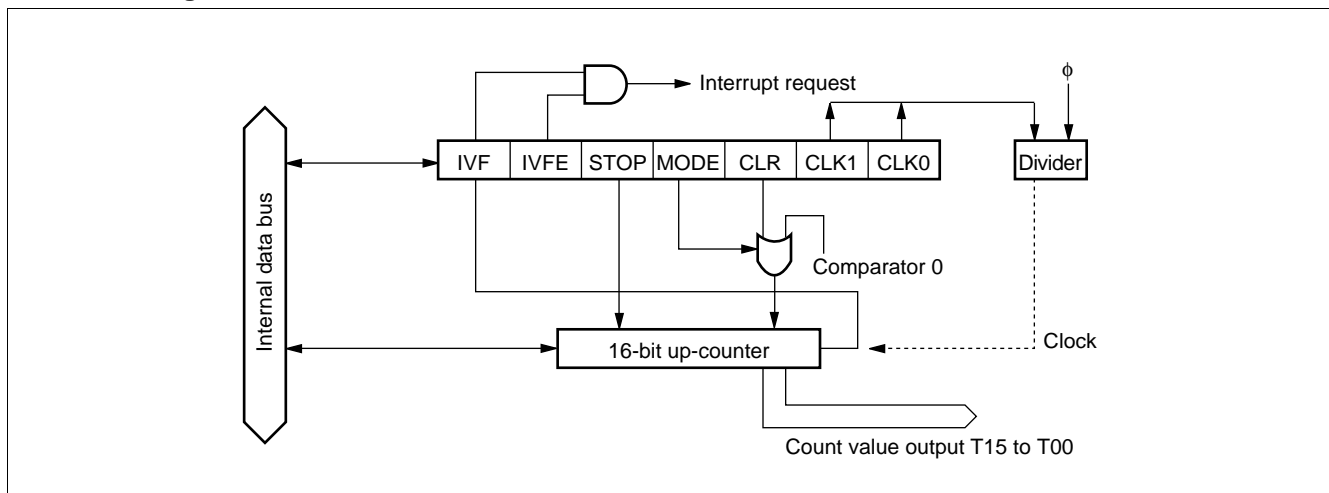 φ
Interrupt request
IVF IVFE STOP MODE CLR CLK1 CLK0
Divider
Internal data bus
Comparator 0
16-bit up-counter
Clock
Count value output T15 to T00